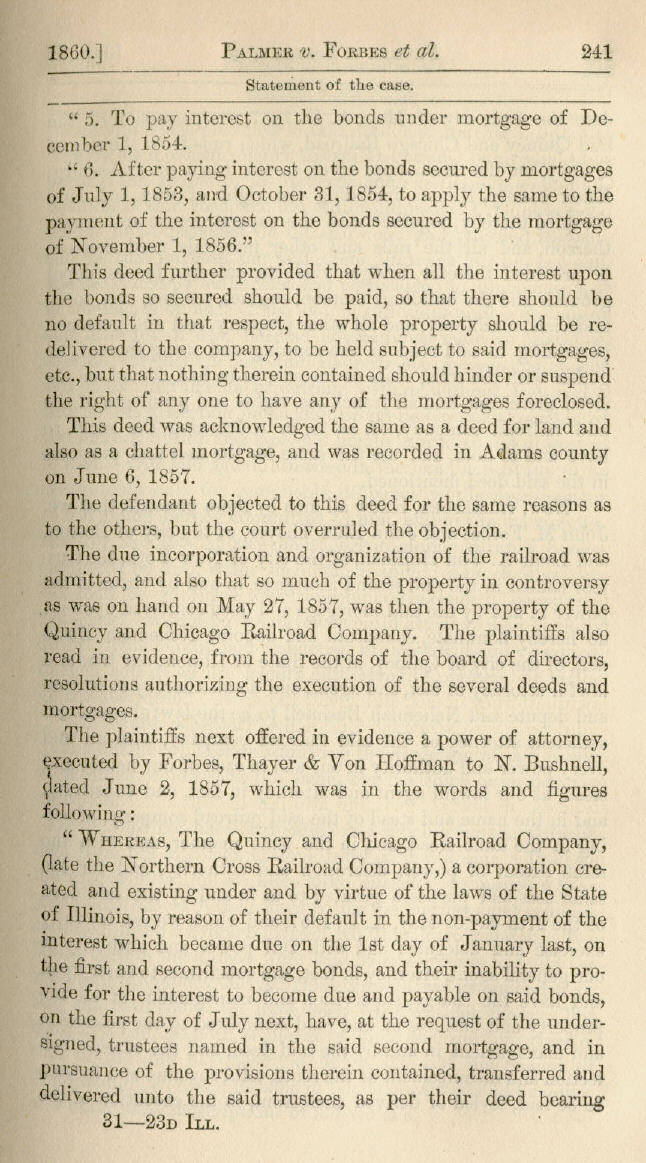 1860.] PALMER v. FORBES et al. 241
Statement of the case.
" 5. To pay interest on the bonds under mortgage of De-
cember 1, 1854.
" 6. After paying interest on the bonds secured by mortgages
of July 1, 1853, and October 31, 1854, to apply the same to the
payment of the interest on the bonds secured by the mortgage
of November 1, 1856."
This deed further provided that when all the interest upon
the bonds so secured should be paid, so that there should be
no default in that respect, the whole property should be re-
delivered to the company, to be held subject to said mortgages,
etc., but that nothing therein contained should hinder or suspend
the right of any one to have any of the mortgages foreclosed.
This deed was acknowledged the same as a deed for land and
also as a chattel mortgage, and was recorded in Adams county
on June 6, 1857.
The defendant objected to this deed for the same reasons as
to the others, but the court overruled the objection.
The due incorporation and organization of the railroad was
admitted, and also that so much of the property in controversy
as was on hand on May 27, 1857, was then the property of the
Quincy and Chicago Railroad Company. The plaintiffs also
read in evidence, from the records of the board of directors,
resolutions authorizing the execution of the several deeds and
mortgages.
The plaintiffs next offered in evidence a power of attorney,
executed by Forbes, Thayer & Von Hoffman to N. Bushnell,
dated June 2, 1857, which was in the words and figures
following:
" WHEREAS, The Quincy and Chicago Railroad Company,
(late the Northern Cross Railroad Company,) a corporation cre-
ated and existing under and by virtue of the laws of the State
of Illinois, by reason of their default in the non-payment of the
interest which became due on the 1st day of January last, on
the first and second mortgage bonds, and their inability to pro-
vide for the interest to become due and payable on said bonds,
on the first day of July next, have, at the request of the under-
signed, trustees named in the said second mortgage, and in
pursuance of the provisions therein contained, transferred and
delivered unto the said trustees, as per their deed bearing
31—23D ILL.